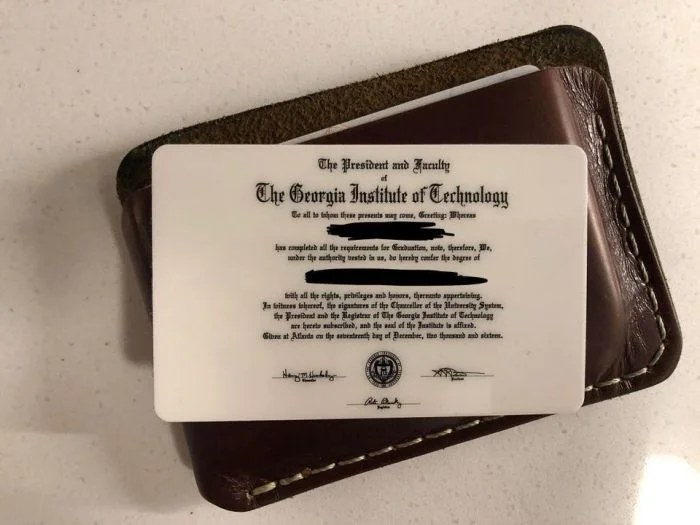 The President and Faculty
of
The Georgia Institute of Technology
To all to whom these presents may come, Greeting: Whereas
has completed all the requirements for Graduation, now, therefore, We,
under the authority vested in us, do hereby confer the degree of
with all the rights, privileges and honors, thereunto appertaining.
In witness whereof, the signatures of the Chancellor of the University System,
the President and the Registrar of The Georgia Institute of Technology
are hereto subscribed, and the seal of the Institute is affixed.
Given at Atlanta on the seventeenth day of December, two thousand and sixteen.
Chancellor
President
Registrar